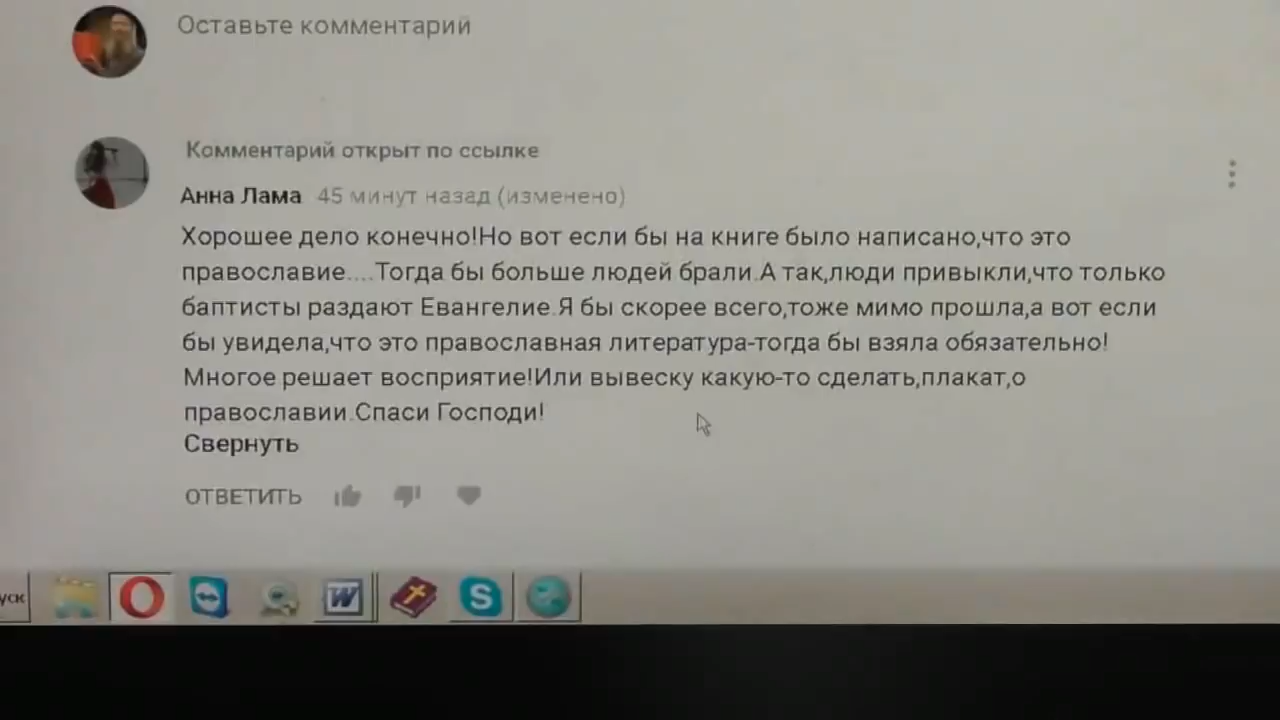 Оставьте комментарий
Комментарий открыт по ссылке
Анна Лама 45 минут назад (изменено)
Хорошее дело конечно!Но вот если бы на книге было написано,что это
православие....Тогда бы больше людей брали.А так,люди привыкли,что только
баптисты раздают Евангелие.Я бы скорее всего,тоже мимо прошла,а вот если
бы увидела,что это православная литература-тогда бы взяла обязательно!
Многое решает восприятие!Или вывеску какую-то сделать,плакат,о
православии.Спаси Господи!
Свернуть
ОТВЕТИТЬ
уск
W
S